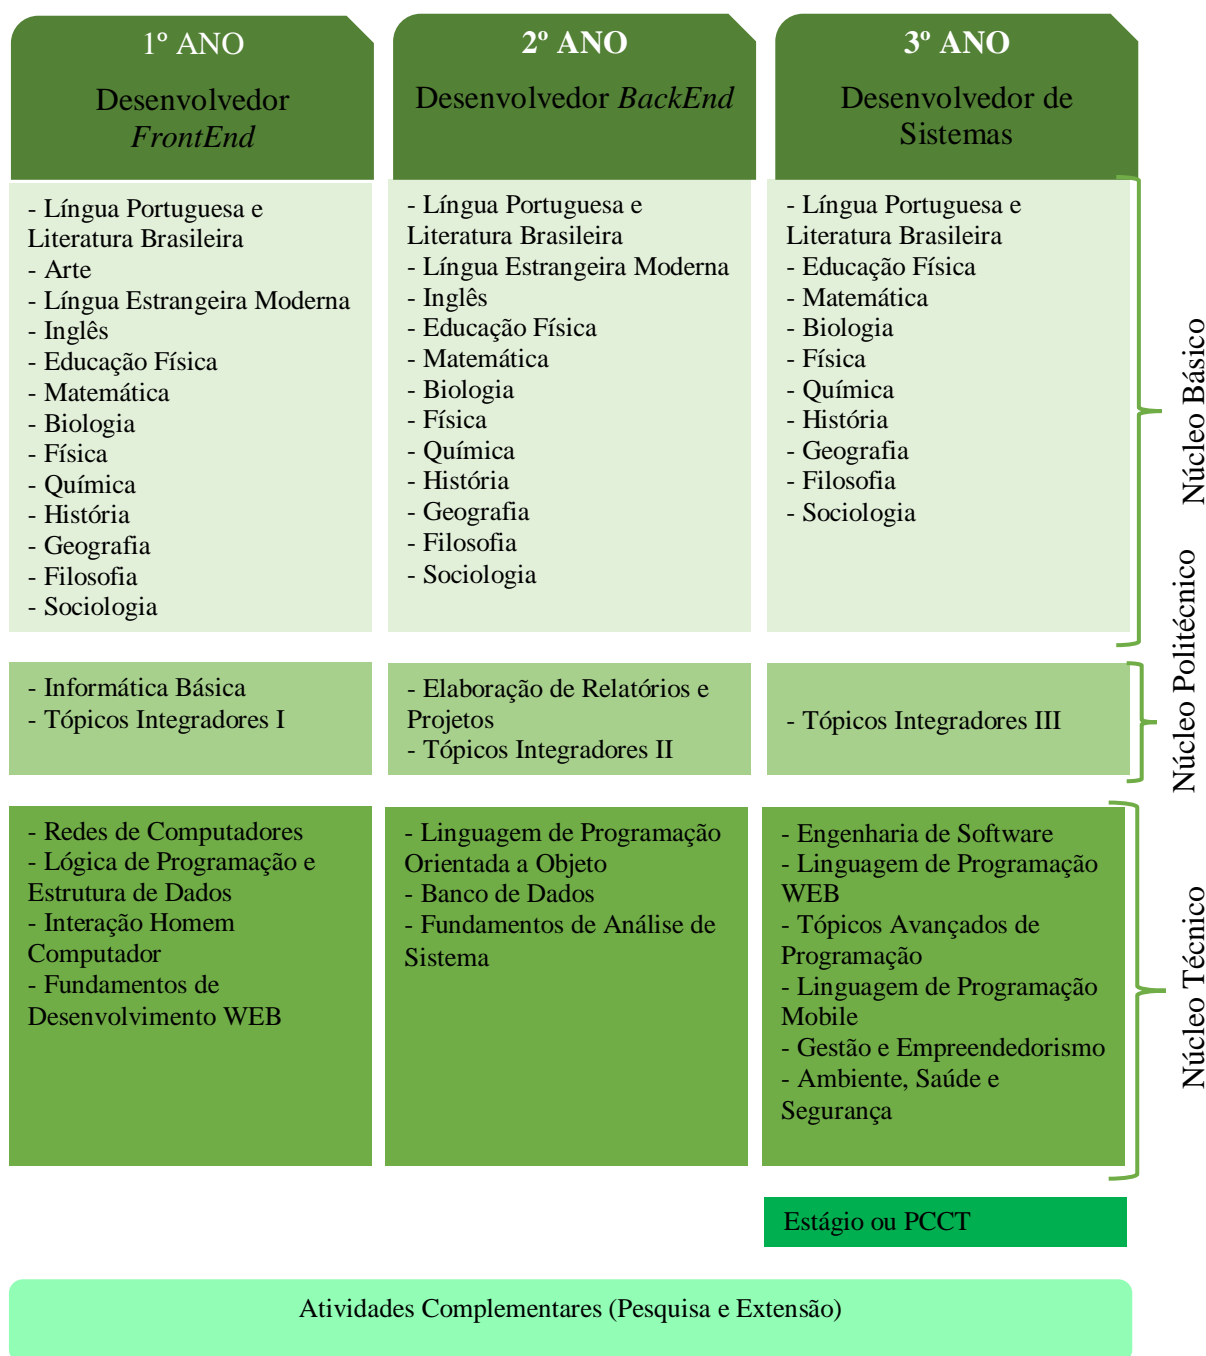 1º ANO
Desenvolvedor
FrontEnd
- Língua Portuguesa e
Literatura Brasileira
- Arte
- Língua Estrangeira Moderna
- Inglês
- Educação Física
- Matemática
- Biologia
- Física
- Química
- História
- Geografia
- Filosofia
- Sociologia
2º ANO
Desenvolvedor BackEnd
- Língua Portuguesa e
Literatura Brasileira
- Língua Estrangeira Moderna
- Inglês
- Educação Física
- Matemática
- Biologia
- Física
- Química
- História
- Geografia
- Filosofia
- Sociologia
3º ANO
Desenvolvedor de
Sistemas
- Língua Portuguesa e
Literatura Brasileira
- Educação Física
- Matemática
- Biologia
- Física
- Química
- História
- Geografia
- Filosofia
- Sociologia
Núcleo Básico
- Informática Básica
- Tópicos Integradores I
- Elaboração de Relatórios e
Projetos
- Tópicos Integradores II
- Tópicos Integradores III
Núcleo Politécnico
- Redes de Computadores
- Lógica de Programação e
Estrutura de Dados
- Interação Homem
Computador
- Fundamentos de
Desenvolvimento WEB
- Linguagem de Programação
Orientada a Objeto
- Banco de Dados
- Fundamentos de Análise de
Sistema
- Engenharia de Software
- Linguagem de Programação
WEB
- Tópicos Avançados de
Programação
- Linguagem de Programação
Mobile
- Gestão e Empreendedorismo
- Ambiente, Saúde e
Segurança
Núcleo Técnico
Estágio ou PCCT
Atividades Complementares (Pesquisa e Extensão)